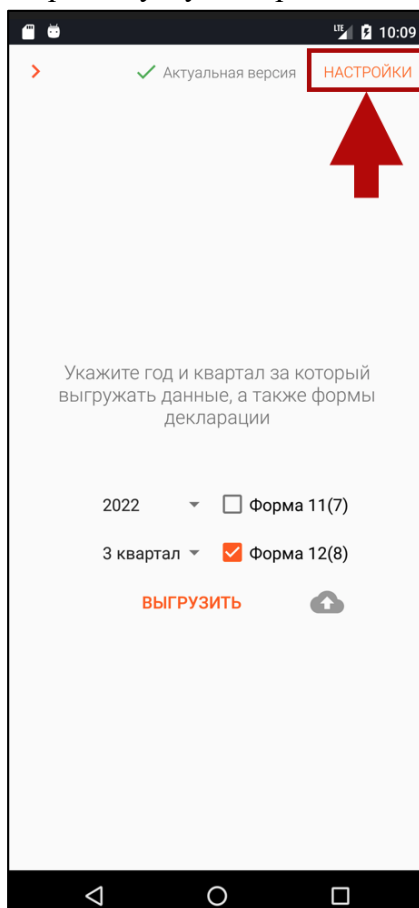 LTE 10:09
Актуальная версия НАСТРОЙКИ
Укажите год и квартал за который
выгружать данные, а также формы
декларации
2022 Форма 11(7)
3 квартал Форма 12(8)
ВЫГРУЗИТЬ